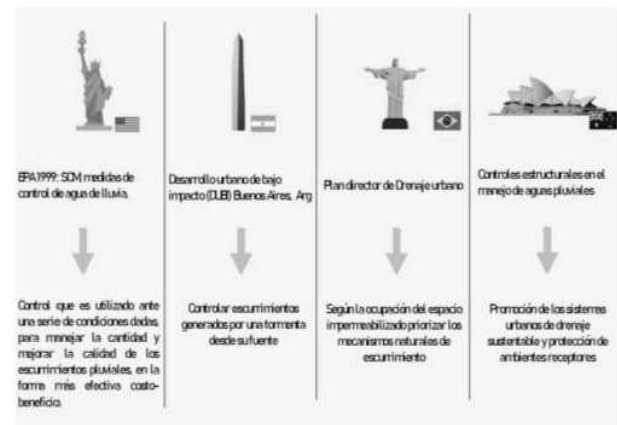 EPA1999: SCM, medidas de
control de agua de lluvia,
Control que es utilizado ante
una serie de condiciones dadas,
para manejar la cantidad y
mejorar la calidad de los
escurrimientos pluviales, en la
forma más efectiva costo-
beneficio.
Desarrollo urbano de bajo
impacto (DUBI) Buenos Aires, Arg
Controlar escurrimientos
generados por una tormenta
desde su fuente
Plan director de Drenaje urbano
Según la ocupación del espacio
impermeabilizado priorizar los
mecanismos naturales de
escurrimiento
Controles estructurales en el
manejo de aguas pluviales
Promoción de los sistemas
urbanos de drenaje
sustentable y protección de
ambientes receptores